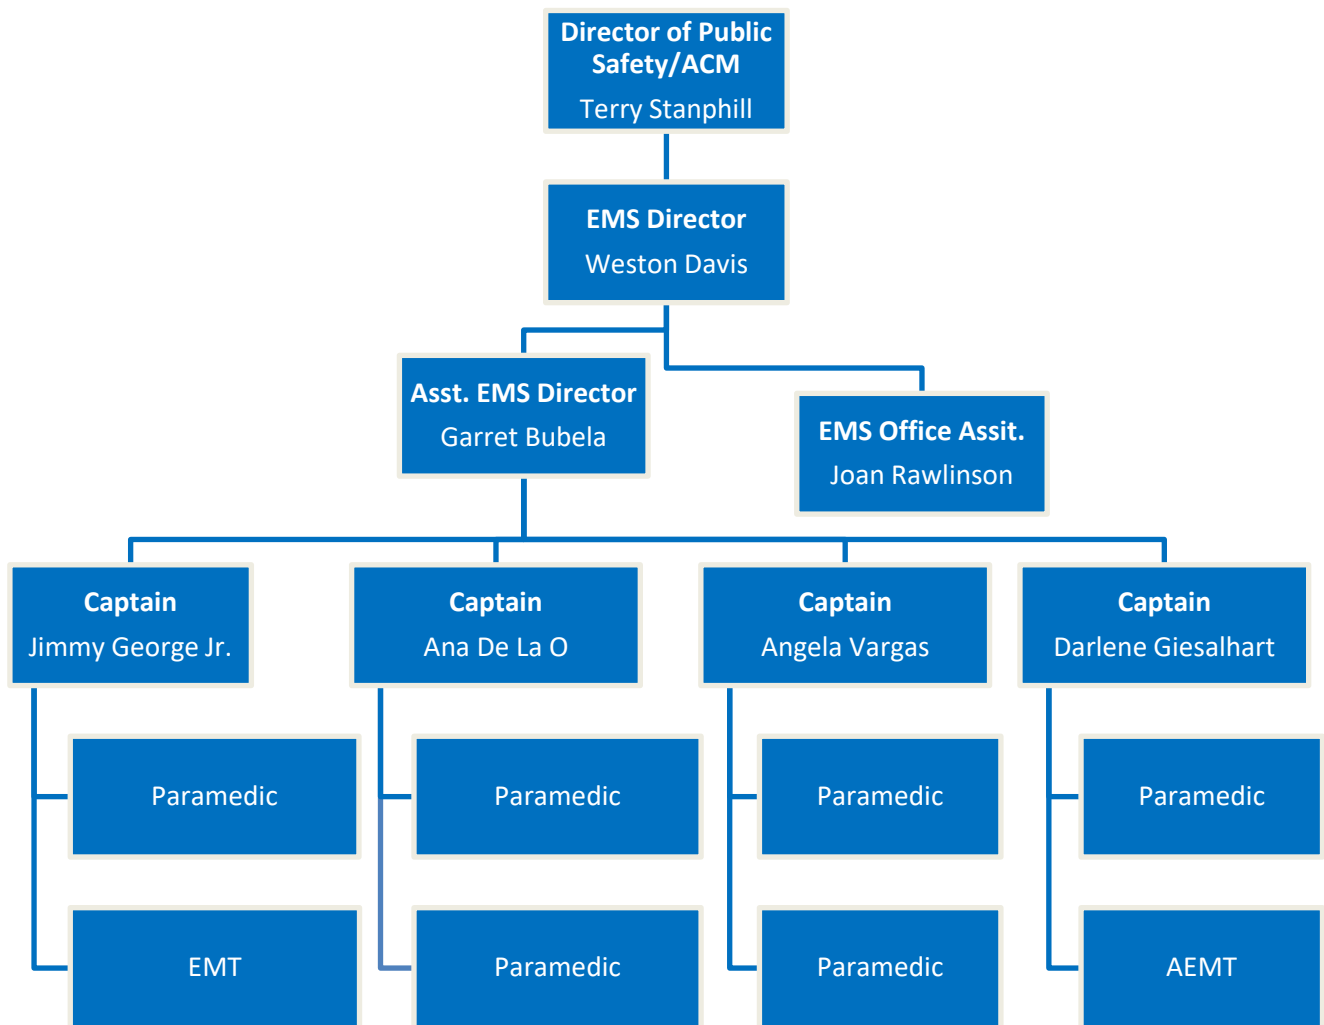 Director of Public
Safety/ACM
Terry Stanphill
EMS Director
Weston Davis
Asst. EMS Director
Garret Bubela
EMS Office Assit.
Joan Rawlinson
Captain
Jimmy George Jr.
Captain
Ana De La O
Captain
Angela Vargas
Captain
Darlene Giesalhart
Paramedic
Paramedic
Paramedic
Paramedic
EMT
Paramedic
Paramedic
AEMT